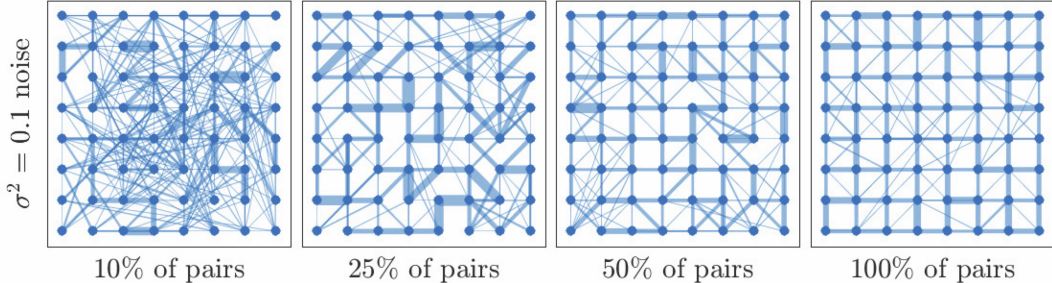 σ² = 0.1 noise
10% of pairs
25% of pairs
50% of pairs
100% of pairs